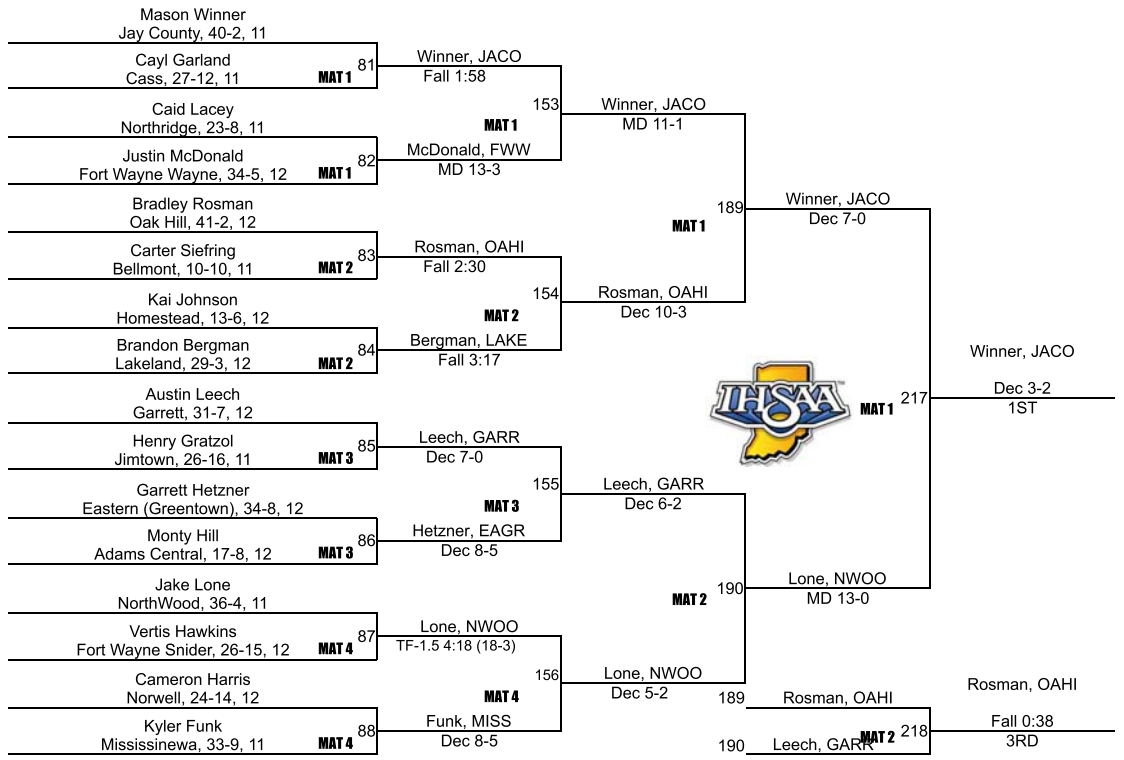 Mason Winner
Jay County, 40-2, 11
Cayl Garland
Cass, 27-12, 11
MAT 1
81
Winner, JACO
Fall 1:58
Caid Lacey
Northridge, 23-8, 11
Justin McDonald
Fort Wayne Wayne, 34-5, 12
MAT 1
82
McDonald, FWW
MD 13-3
153
MAT 1
Winner, JACO
MD 11-1
Bradley Rosman
Oak Hill, 41-2, 12
Carter Siefring
Bellmont, 10-10, 11
MAT 2
83
Rosman, OAHI
Fall 2:30
Kai Johnson
Homestead, 13-6, 12
Brandon Bergman
Lakeland, 29-3, 12
MAT 2
84
Bergman, LAKE
Fall 3:17
154
MAT 2
Rosman, OAHI
Dec 10-3
189
MAT 1
Winner, JACO
Dec 7-0
Austin Leech
Garrett, 31-7, 12
Henry Gratzol
Jimtown, 26-16, 11
MAT 3
85
Leech, GARR
Dec 7-0
Garrett Hetzner
Eastern (Greentown), 34-8, 12
Monty Hill
Adams Central, 17-8, 12
MAT 3
86
Hetzner, EAGR
Dec 8-5
155
MAT 3
Leech, GARR
Dec 6-2
Jake Lone
NorthWood, 36-4, 11
Vertis Hawkins
Fort Wayne Snider, 26-15, 12
MAT 4
87
Lone, NWOO
TF-1.5 4:18 (18-3)
Cameron Harris
Norwell, 24-14, 12
Kyler Funk
Mississinewa, 33-9, 11
MAT 4
88
Funk, MISS
Dec 8-5
156
MAT 4
Lone, NWOO
Dec 5-2
190
MAT 2
Lone, NWOO
MD 13-0
IHSAA
MAT 1
217
Winner, JACO
Dec 3-2
1ST
189
Rosman, OAHI
190
Leech, GARR
MAT 2
218
Rosman, OAHI
Fall 0:38
3RD